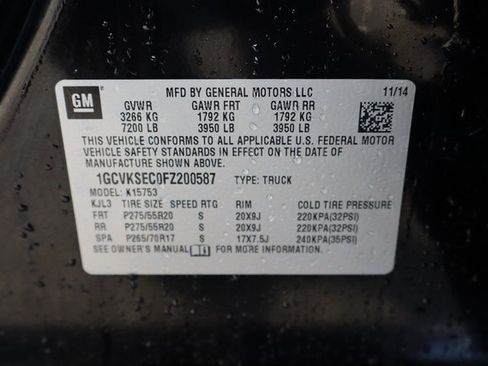 GM
MFD BY GENERAL MOTORS LLC 11/14
GVWR GAWR FRT GAWR RR
3266 KG 1792 KG 1792 KG
7200 LB 3950 LB 3950 LB
THIS VEHICLE CONFORMS TO ALL APPLICABLE U.S. FEDERAL MOTOR
VEHICLE SAFETY STANDARDS IN EFFECT ON THE DATE OF
MANUFACTURE SHOWN ABOVE.
1GCVKSEC0FZ200587 TYPE: TRUCK
MODEL: K15753
KJL3 TIRE SIZE SPEED RTG RIM COLD TIRE PRESSURE
FRT P275/55R20 S 20X9J 220KPA(32PSI)
RR P275/55R20 S 20X9J 220KPA(32PSI)
SPA P265/70R17 S 17X7.5J 240KPA(35PSI)
SEE OWNER'S MANUAL FOR MORE INFORMATION.